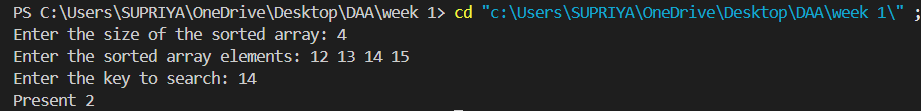 PS C:\Users\SUPRIYA\OneDrive\Desktop\DAA\week 1> cd "c:\Users\SUPRIYA\OneDrive\Desktop\DAA\week 1\" ;
Enter the size of the sorted array: 4
Enter the sorted array elements: 12 13 14 15
Enter the key to search: 14
Present 2